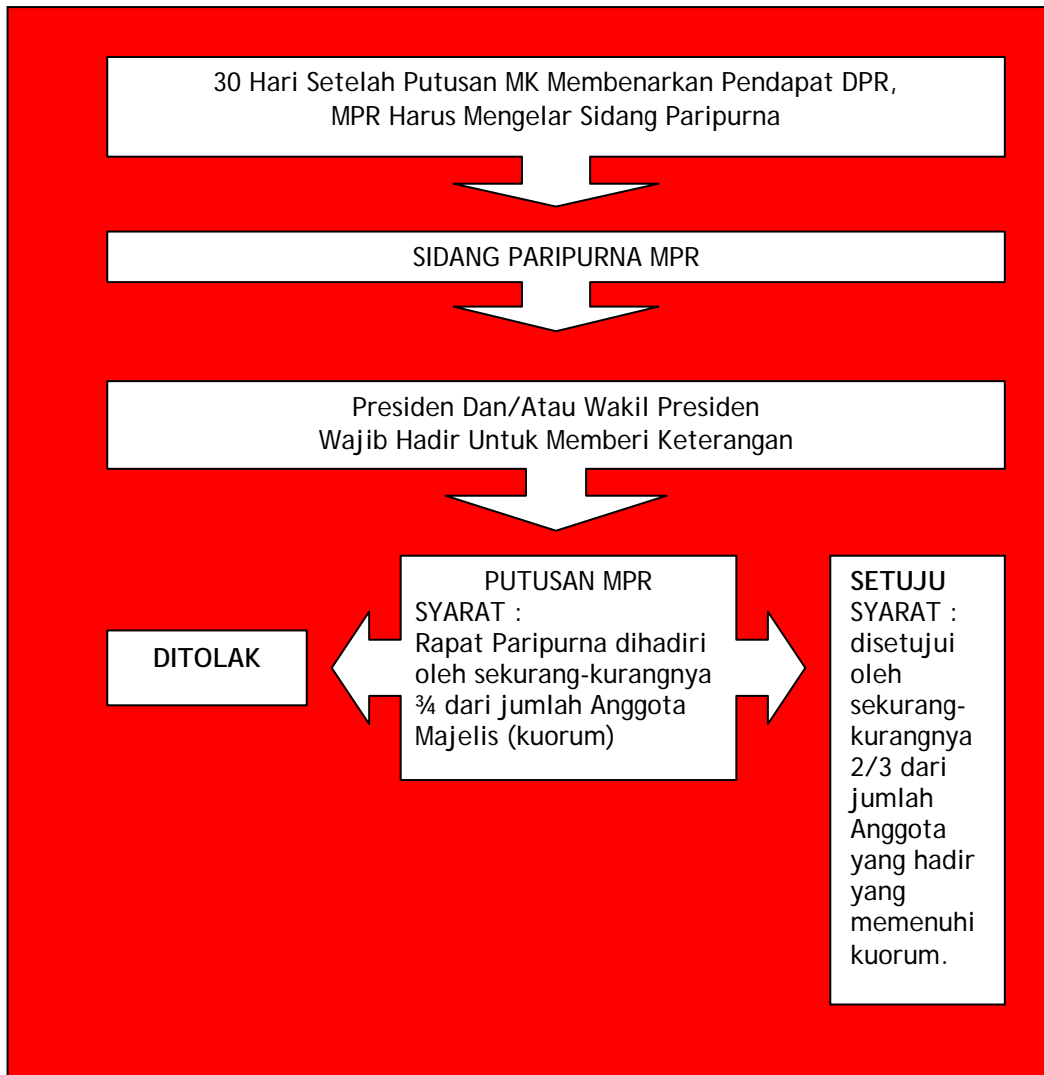 30 Hari Setelah Putusan MK Membenarkan Pendapat DPR,
MPR Harus Mengelar Sidang Paripurna
SIDANG PARIPURNA MPR
Presiden Dan/Atau Wakil Presiden
Wajib Hadir Untuk Memberi Keterangan
DITOLAK
PUTUSAN MPR
SYARAT :
Rapat Paripurna dihadiri
oleh sekurang-kurangnya
¾ dari jumlah Anggota
Majelis (kuorum)
SETUJU
SYARAT :
disetujui
oleh
sekurang-
kurangnya
2/3 dari
jumlah
Anggota
yang hadir
yang
memenuhi
kuorum.